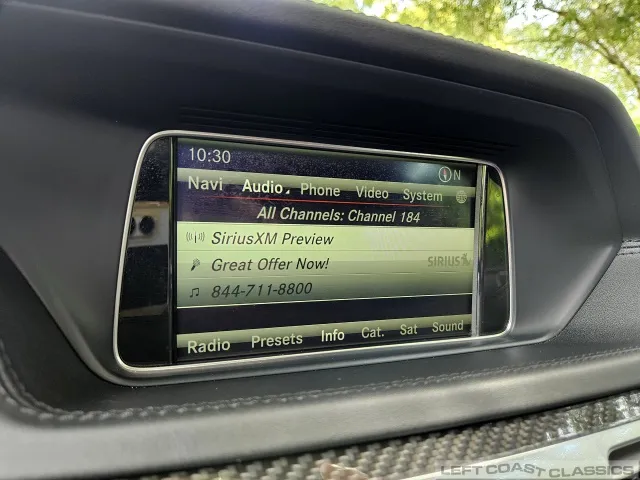 10:30
N
Navi Audio Phone Video System
All Channels: Channel 184
SiriusXM Preview
Great Offer Now!
SIRIUS
844-711-8800
Radio Presets Info Cat. Sat Sound
LEFT COAST CLASSICS